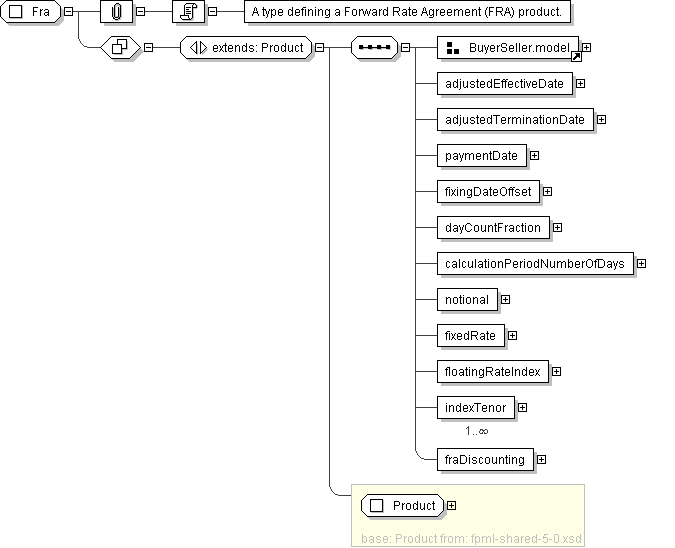 Fra
A type defining a Forward Rate Agreement (FRA) product.
extends: Product
BuyerSeller.model
adjustedEffectiveDate
adjustedTerminationDate
paymentDate
fixingDateOffset
dayCountFraction
calculationPeriodNumberOfDays
notional
fixedRate
floatingRateIndex
indexTenor
1..∞
fraDiscounting
Product
base: Product from: fpml-shared-5-0.xsd